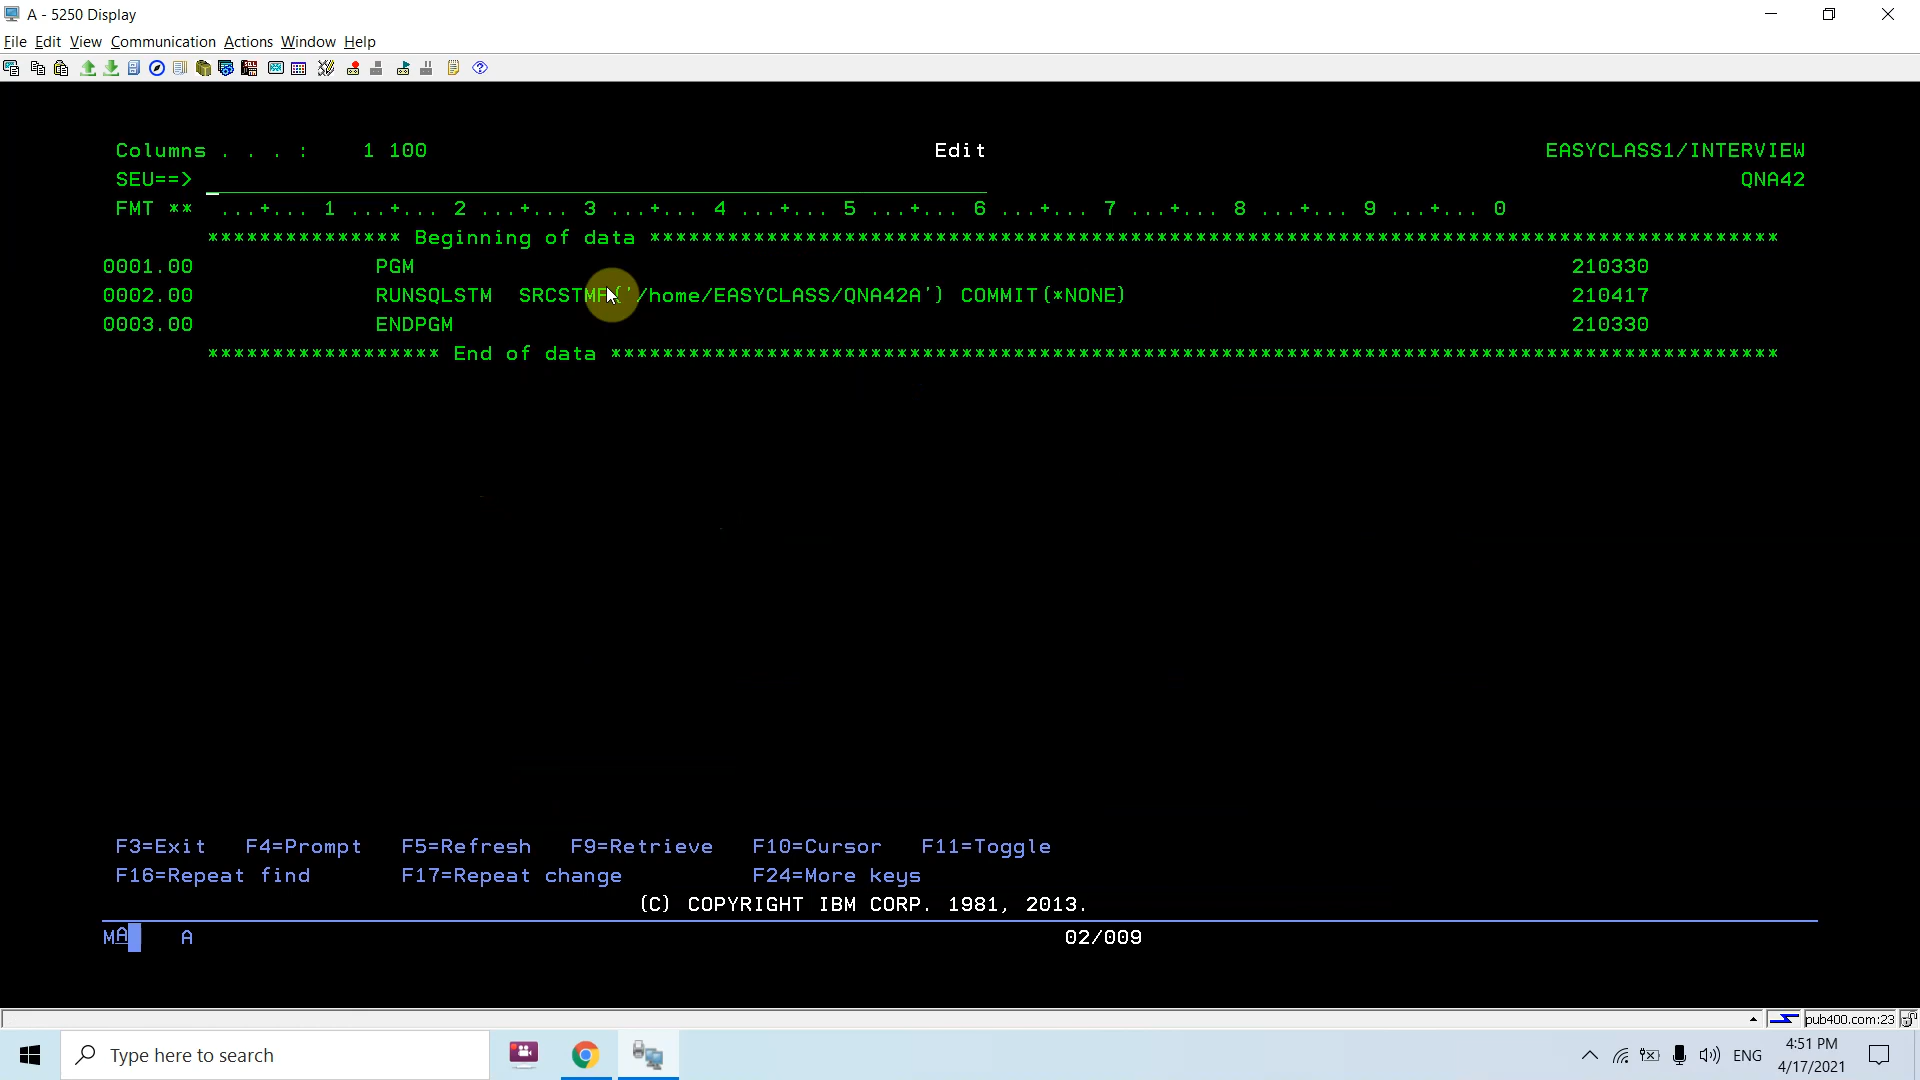 A - 5250 Display
File Edit View Communication Actions Window Help
Columns . . . :    1 100    Edit    EASYCLASS1/INTERVIEW
SEU==>    QNA42
FMT **  ...+... 1 ...+... 2 ...+... 3 ...+... 4 ...+... 5 ...+... 6 ...+... 7 ...+... 8 ...+... 9 ...+... 0
*************** Beginning of data ***************************************************************************************
0001.00    PGM    210330
0002.00    RUNSQLSTM  SRCSTMF('/home/EASYCLASS/QNA42A') COMMIT(*NONE)    210417
0003.00    ENDPGM    210330
****************** End of data ******************************************************************************************
F3=Exit   F4=Prompt   F5=Refresh   F9=Retrieve   F10=Cursor   F11=Toggle
F16=Repeat find       F17=Repeat change          F24=More keys
(C) COPYRIGHT IBM CORP. 1981, 2013.
MA    A    02/009
pub400.com:23
Type here to search
ENG
4:51 PM
4/17/2021